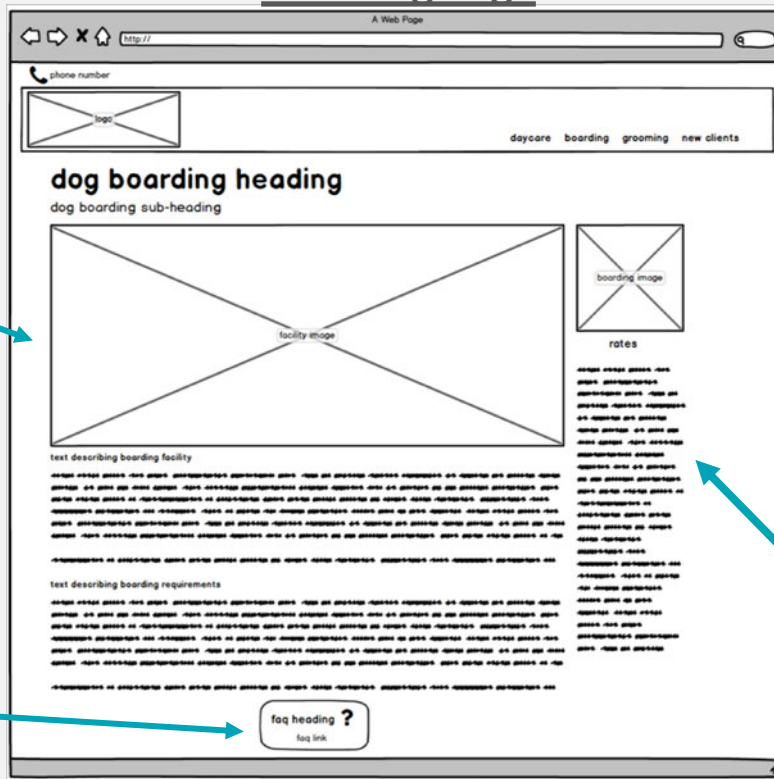 A Web Page
http://
phone number
logo
daycare boarding grooming new clients
dog boarding heading
dog boarding sub-heading
facility image
boarding image
rates
text describing boarding facility
text describing boarding requirements
faq heading ?
faq link